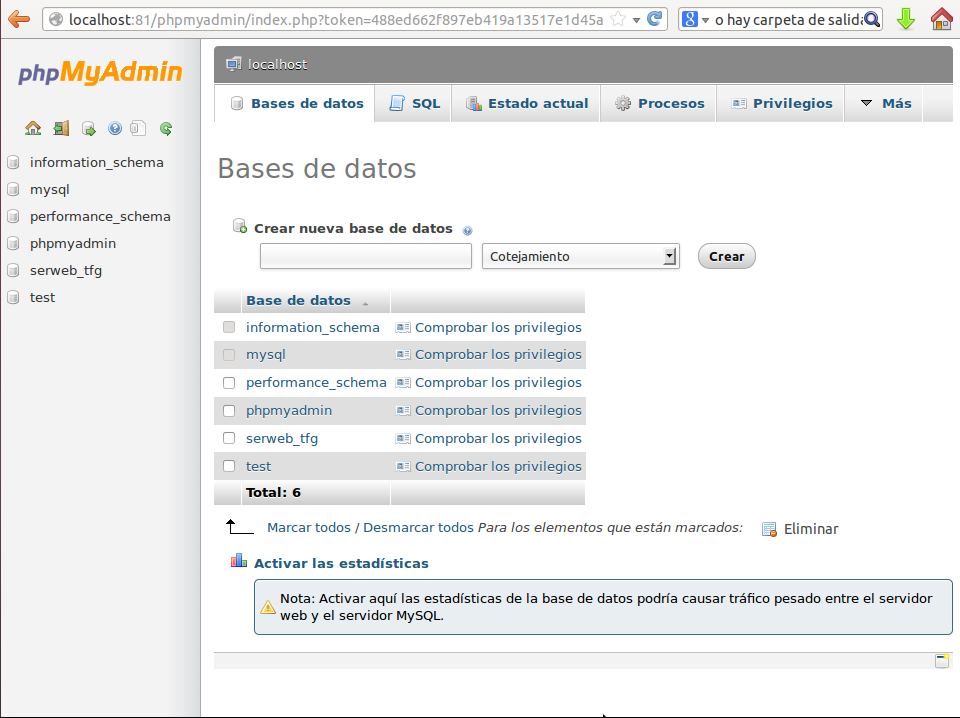 localhost:81/phpmyadmin/index.php?token=488ed662f897eb419a13517e1d45a
o hay carpeta de salida
phpMyAdmin
information_schema
mysql
performance_schema
phpmyadmin
serweb_tfg
test
localhost
Bases de datos SQL Estado actual Procesos Privilegios Más
Bases de datos
Crear nueva base de datos
Cotejamiento Crear
Base de datos
information_schema Comprobar los privilegios
mysql Comprobar los privilegios
performance_schema Comprobar los privilegios
phpmyadmin Comprobar los privilegios
serweb_tfg Comprobar los privilegios
test Comprobar los privilegios
Total: 6
Marcar todos / Desmarcar todos Para los elementos que están marcados: Eliminar
Activar las estadísticas
Nota: Activar aquí las estadísticas de la base de datos podría causar tráfico pesado entre el servidor
web y el servidor MySQL.